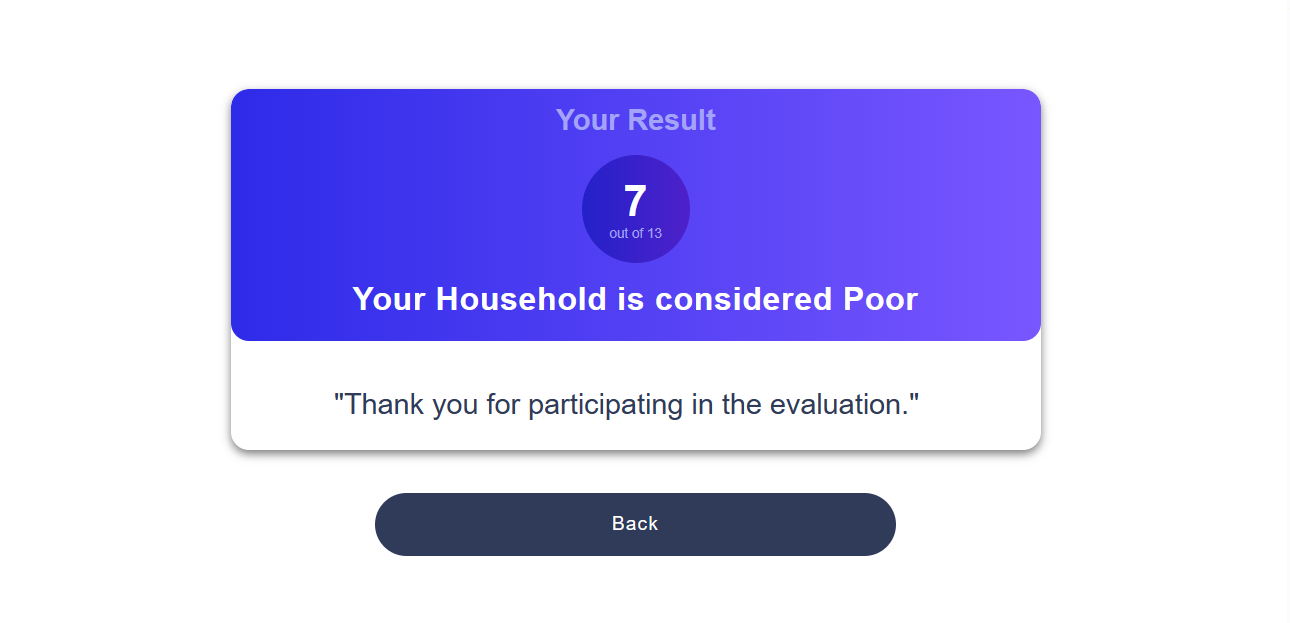 Your Result
7
out of 13
Your Household is considered Poor
"Thank you for participating in the evaluation."
Back